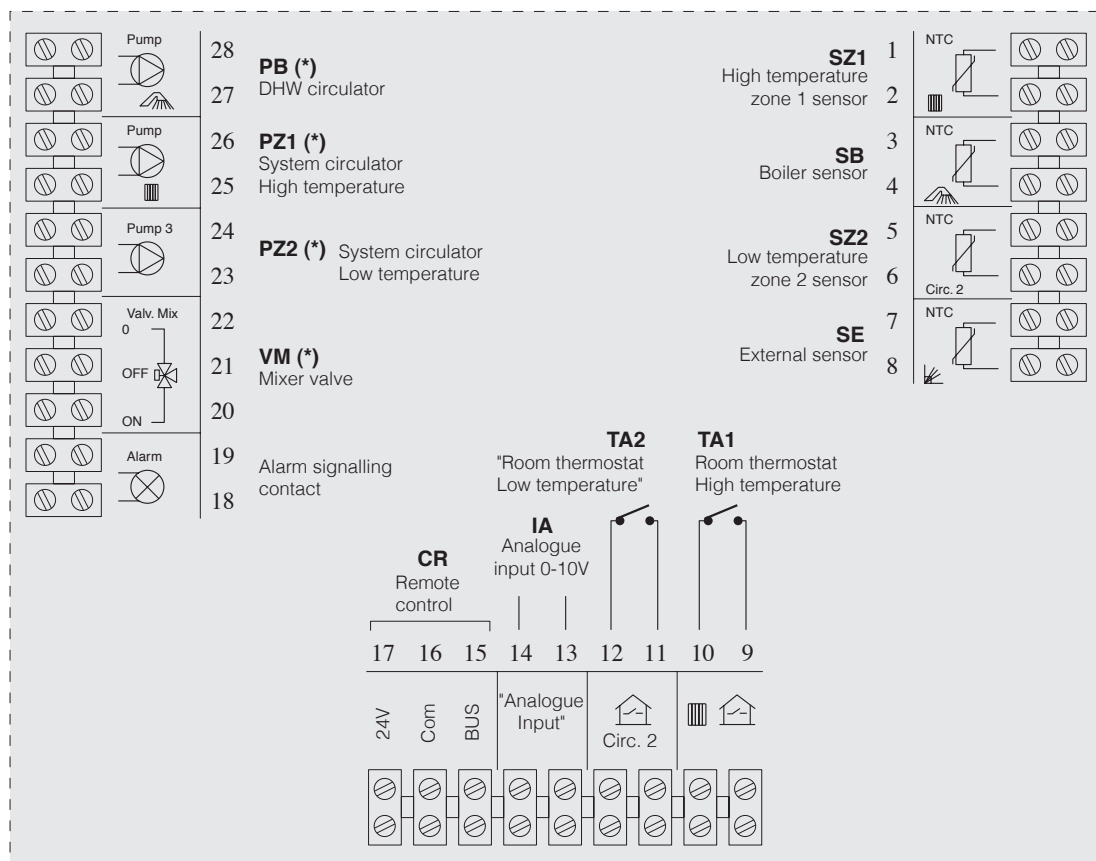 Pump
28
PB (*)
27
DHW circulator
Pump
26
PZ1 (*)
System circulator
25
High temperature
Pump 3
24
PZ2 (*) System circulator
23
Low temperature
Valv. Mix
0
22
OFF
21
VM (*)
Mixer valve
ON
20
Alarm
19
Alarm signalling
18
contact
SZ1
1
NTC
High temperature
zone 1 sensor
2
SB
3
NTC
Boiler sensor
4
SZ2
5
NTC
Low temperature
zone 2 sensor
6
Circ. 2
SE
7
NTC
External sensor
8
TA2
"Room thermostat
Low temperature"
TA1
Room thermostat
High temperature
IA
Analogue
input 0-10V
CR
Remote
control
17 16 15 14 13 12 11 10 9
24V
Com
BUS
"Analogue
Input"
Circ. 2